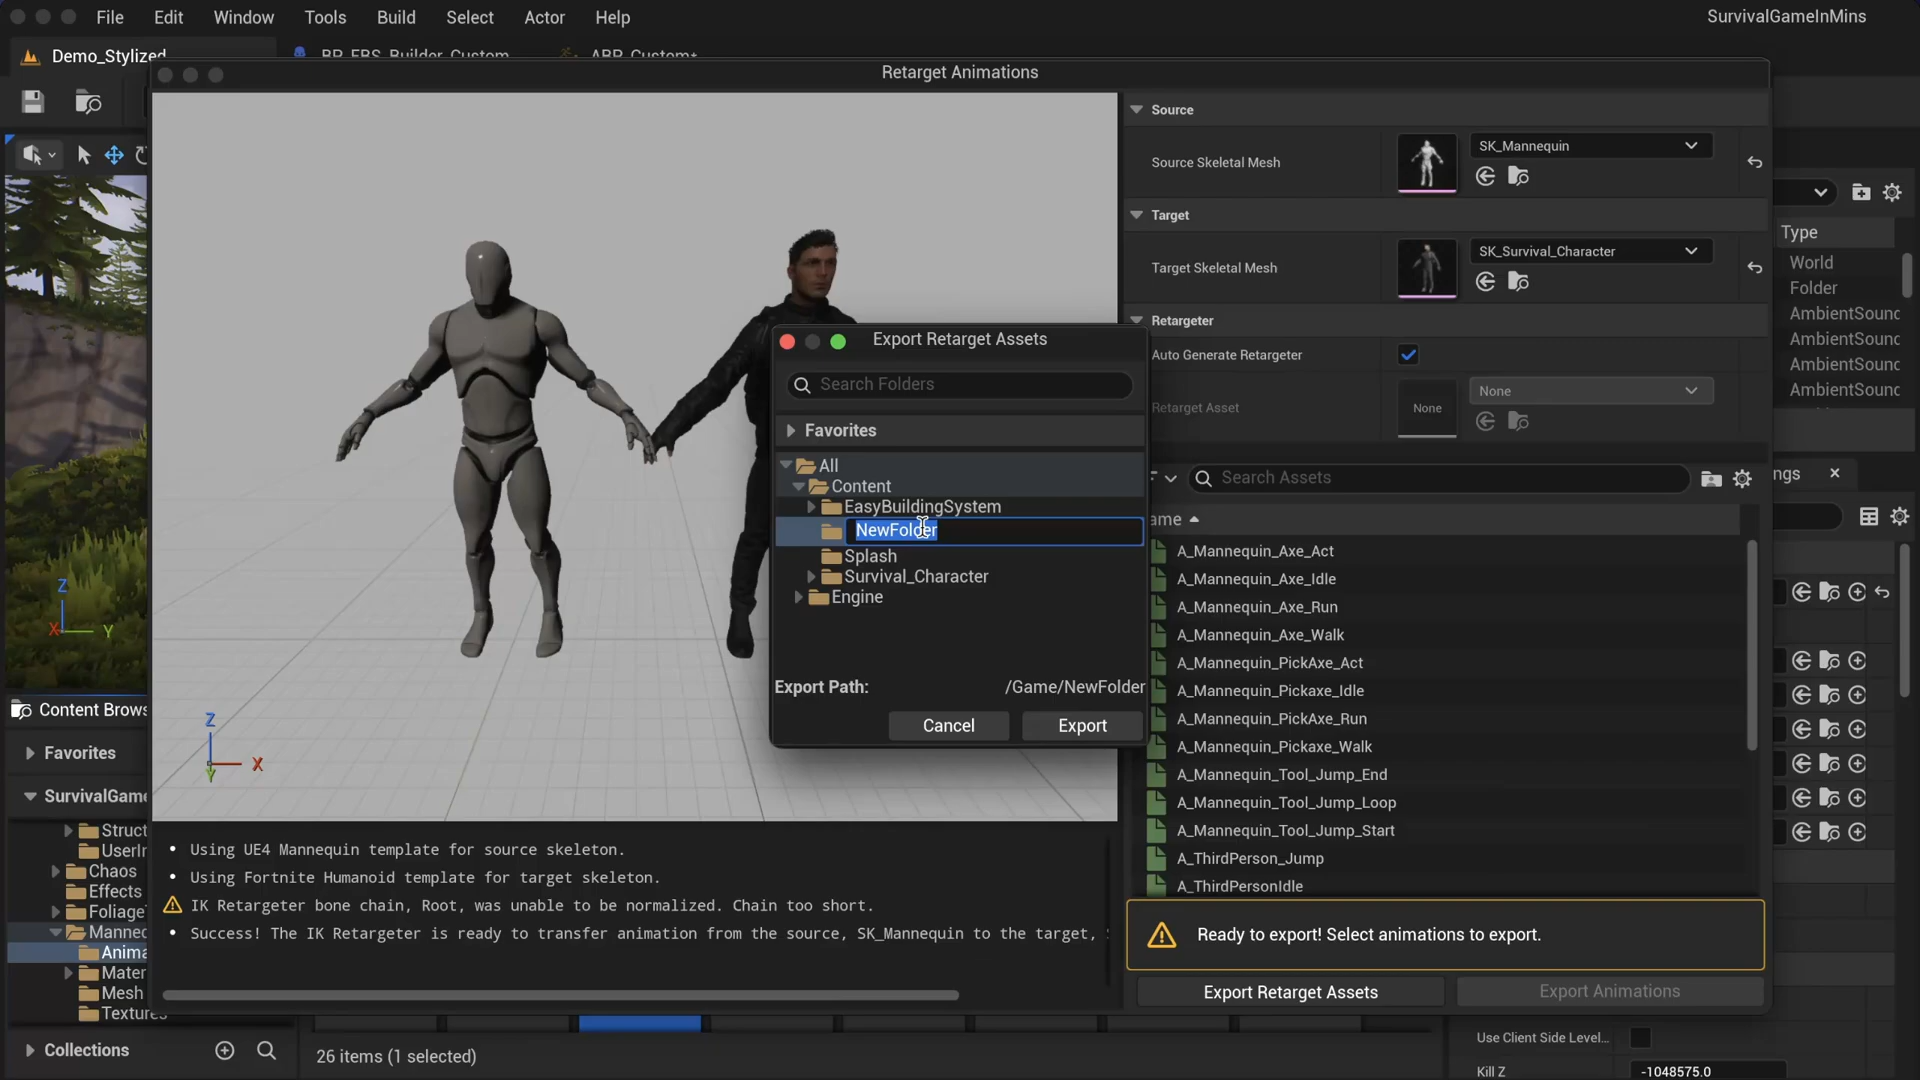 File Edit Window Tools Build Select Actor Help
SurvivalGameInMins
Demo_Stylized
BP_EBS_Builder_Custom
ABP_Custom*
Retarget Animations
Source
Source Skeletal Mesh
SK_Mannequin
Target
Target Skeletal Mesh
SK_Survival_Character
Retargeter
Auto Generate Retargeter
Retarget Asset
None
None
Type
World
Folder
AmbientSounc
AmbientSounc
AmbientSounc
AmbientSounc
ngs
Export Retarget Assets
Search Folders
Favorites
All
Content
EasyBuildingSystem
NewFolder
Splash
Survival_Character
Engine
Export Path:
/Game/NewFolder
Cancel
Export
Search Assets
ame
A_Mannequin_Axe_Act
A_Mannequin_Axe_Idle
A_Mannequin_Axe_Run
A_Mannequin_Axe_Walk
A_Mannequin_PickAxe_Act
A_Mannequin_Pickaxe_Idle
A_Mannequin_PickAxe_Run
A_Mannequin_Pickaxe_Walk
A_Mannequin_Tool_Jump_End
A_Mannequin_Tool_Jump_Loop
A_Mannequin_Tool_Jump_Start
A_ThirdPerson_Jump
A_ThirdPersonIdle
Z
X
Y
Z
X
Y
Content Brows
Favorites
SurvivalGame
Struct
UserIn
Chaos
Effects
Foliage
Manneq
Anima
Mater
Mesh
Textures
Collections
• Using UE4 Mannequin template for source skeleton.
• Using Fortnite Humanoid template for target skeleton.
IK Retargeter bone chain, Root, was unable to be normalized. Chain too short.
• Success! The IK Retargeter is ready to transfer animation from the source, SK_Mannequin to the target,
Ready to export! Select animations to export.
Export Retarget Assets
Export Animations
26 items (1 selected)
Use Client Side Level...
Kill Z
-1048575.0